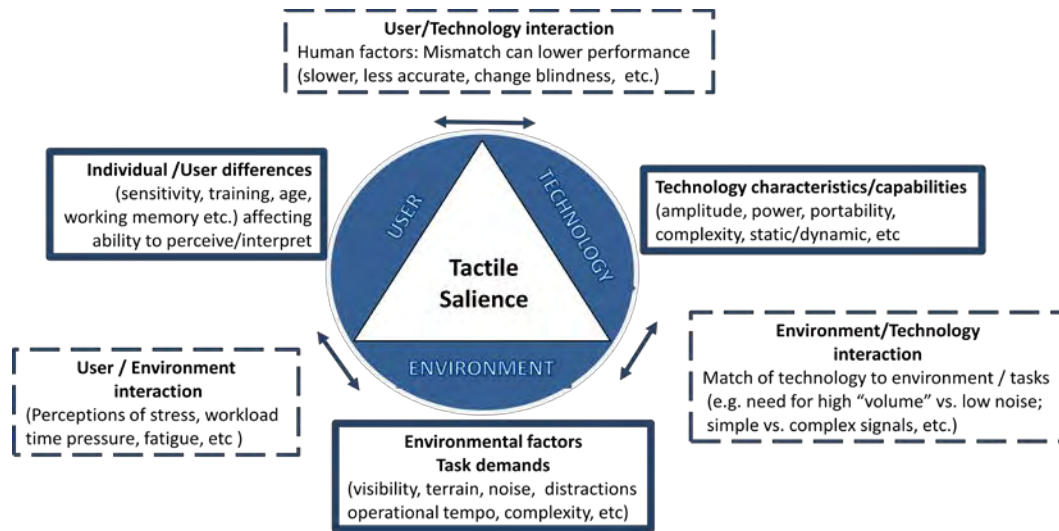 User/Technology interaction
Human factors: Mismatch can lower performance
(slower, less accurate, change blindness, etc.)
Individual /User differences
(sensitivity, training, age,
working memory etc.) affecting
ability to perceive/interpret
USER
TECHNOLOGY
Technology characteristics/capabilities
(amplitude, power, portability,
complexity, static/dynamic, etc
Tactile
Salience
ENVIRONMENT
User / Environment
interaction
(Perceptions of stress, workload
time pressure, fatigue, etc )
Environment/Technology
interaction
Match of technology to environment / tasks
(e.g. need for high “volume” vs. low noise;
simple vs. complex signals, etc.)
Environmental factors
Task demands
(visibility, terrain, noise, distractions
operational tempo, complexity, etc)